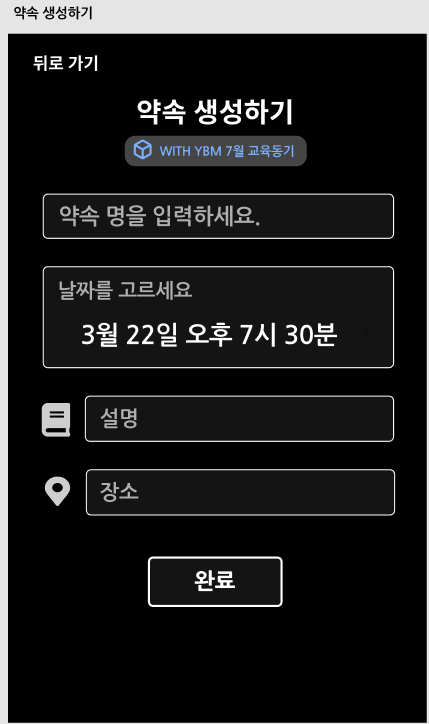 약속 생성하기
뒤로 가기
약속 생성하기
WITH YBM 7월 교육동기
약속 명을 입력하세요.
날짜를 고르세요
3월 22일 오후 7시 30분
설명
장소
완료